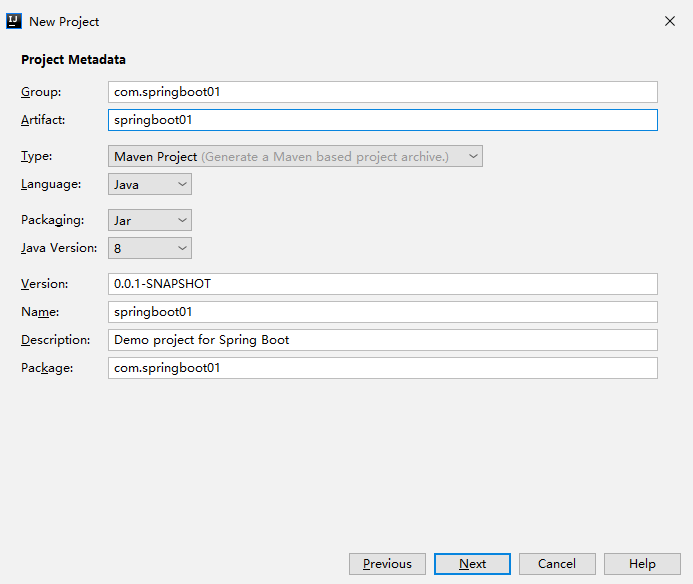 IJ New Project
Project Metadata
Group: com.springboot01
Artifact: springboot01
Type: Maven Project (Generate a Maven based project archive.)
Language: Java
Packaging: Jar
Java Version: 8
Version: 0.0.1-SNAPSHOT
Name: springboot01
Description: Demo project for Spring Boot
Package: com.springboot01
Previous Next Cancel Help